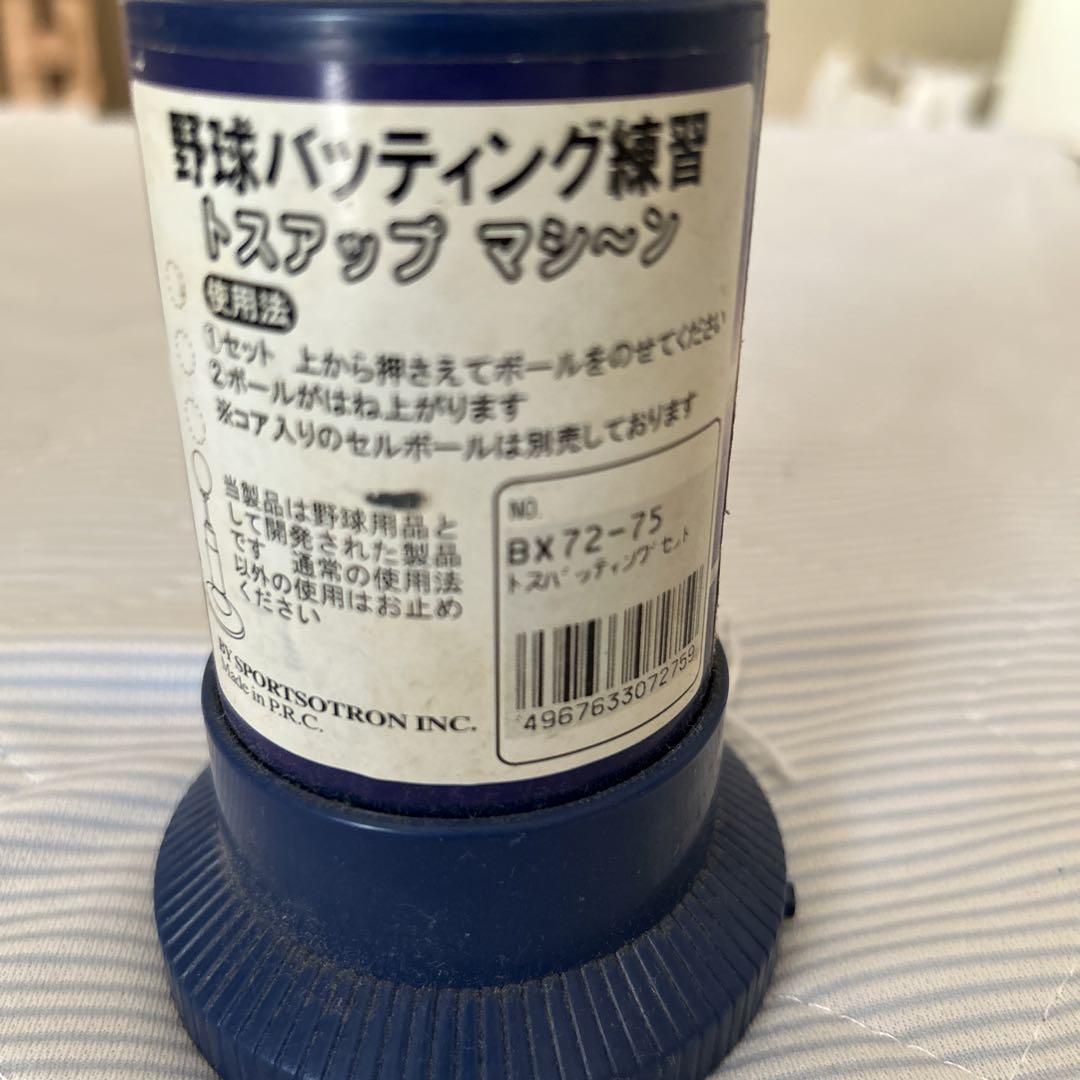 野球バッティング練習
トスアップ マシ〜ン
使用法
①セット 上から押さえてボールをのせてください
②ボールがはね上がります
※コア入りのセルボールは別売しております
当製品は野球用品と
して開発された製品
です 通常の使用法
以外の使用はお止め
ください
BY SPORTSOTRON INC.
Made in P.R.C.
NO.
BX72-75
トスバッティングセット
4967633072759